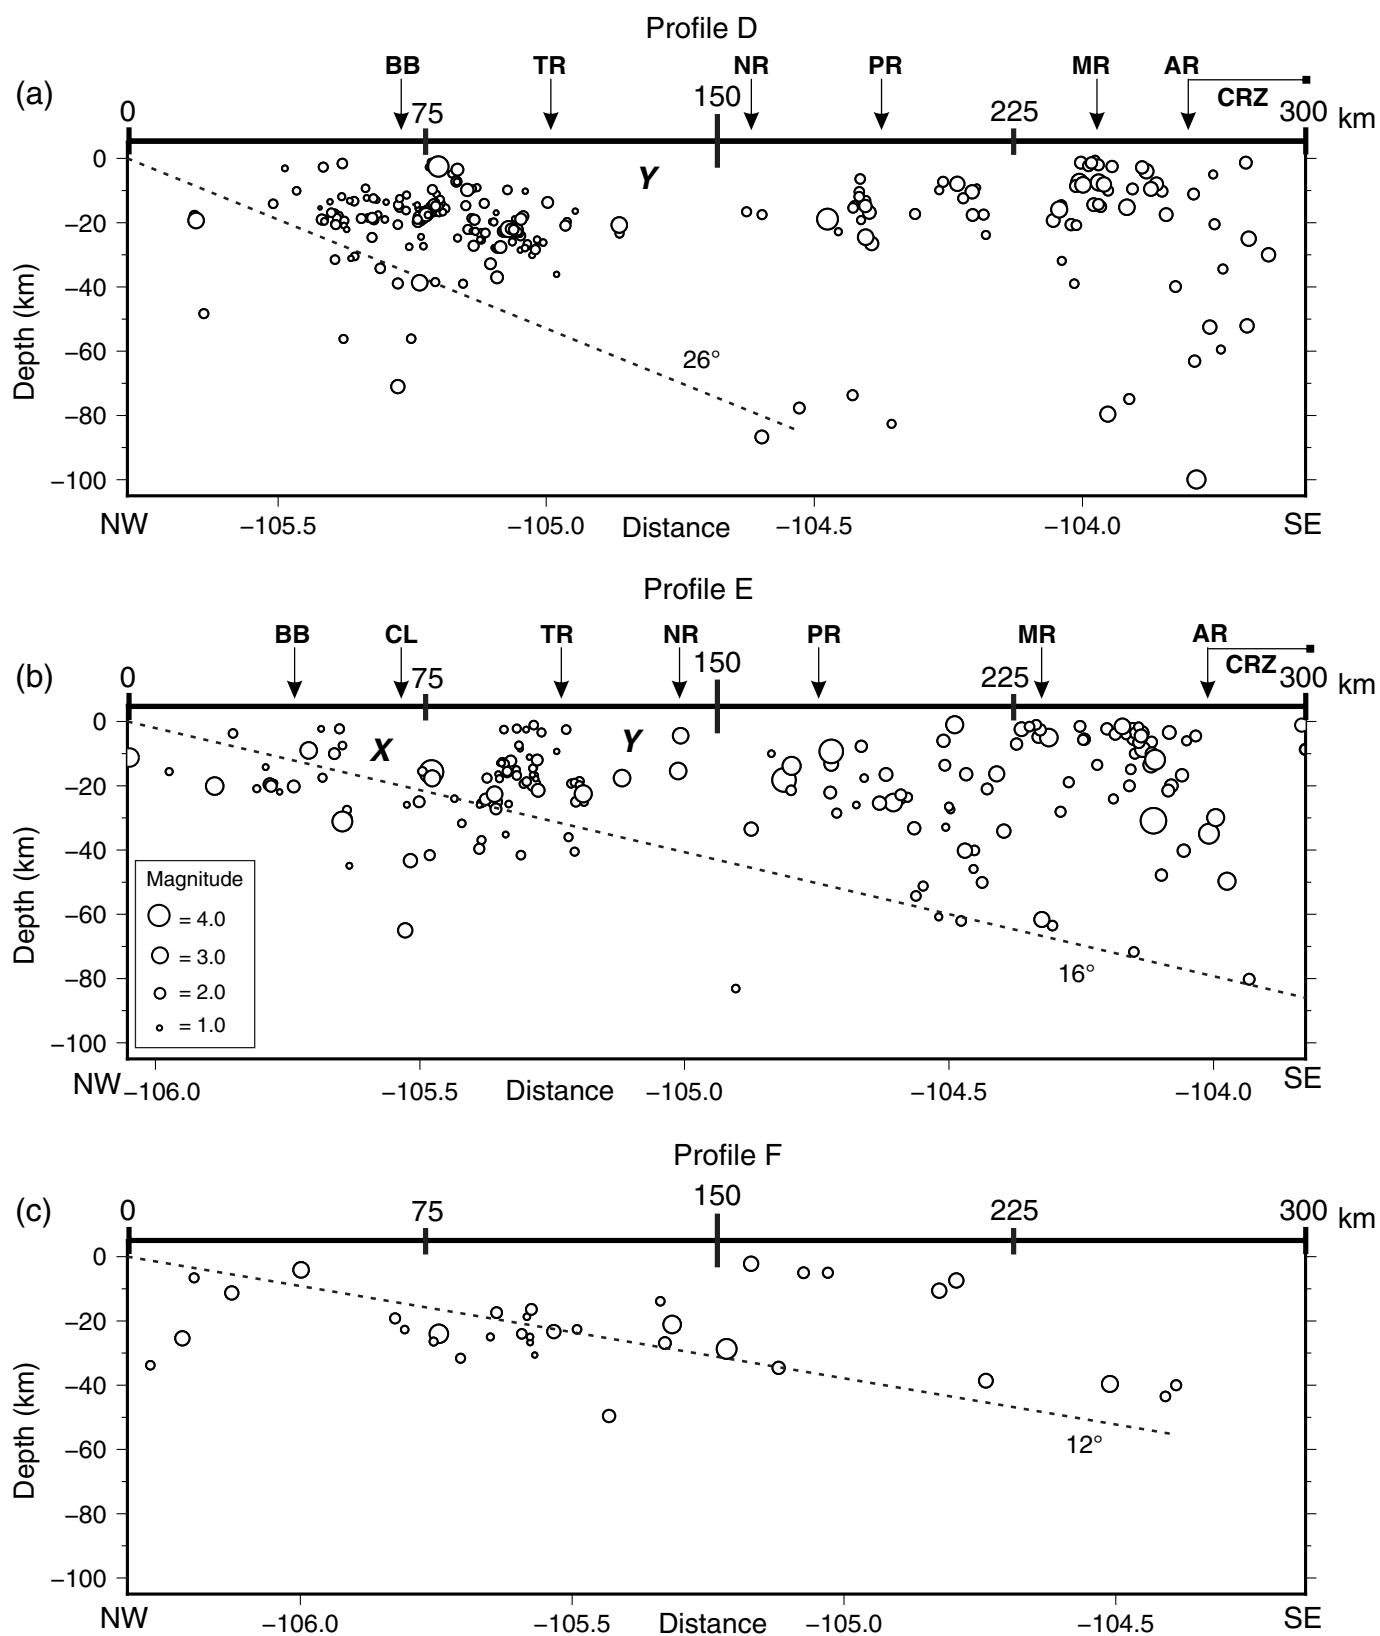 Profile D
BB TR NR PR MR AR
(a) 0 75 150 225 CRZ 300 km
0
Y
−20
−40
−60
26°
−80
−100
Depth (km)
NW −105.5 −105.0 Distance −104.5 −104.0 SE
Profile E
BB CL TR NR PR MR AR
(b) 0 75 150 225 CRZ 300 km
0
X Y
−20
−40
Magnitude
= 4.0
= 3.0
= 2.0
= 1.0
−60
16°
−80
−100
Depth (km)
NW −106.0 −105.5 Distance −105.0 −104.5 −104.0 SE
Profile F
(c) 0 75 150 225 300 km
0
−20
−40
12°
−60
−80
−100
Depth (km)
NW −106.0 −105.5 Distance −105.0 −104.5 SE